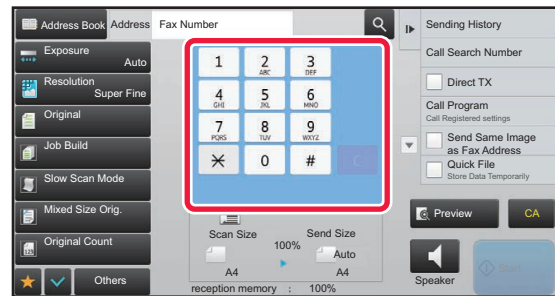 Address Book
Address
Fax Number
Exposure
Auto
Resolution
Super Fine
Original
Job Build
Slow Scan Mode
Mixed Size Orig.
Original Count
Others
1
2
ABC
3
DEF
4
GHI
5
JKL
6
MNO
7
PQRS
8
TUV
9
WXYZ
0
#
C
Scan Size
100%
Send Size
Auto
A4
A4
reception memory : 100%
Sending History
Call Search Number
Direct TX
Call Program
Call Registered settings
Send Same Image
as Fax Address
Quick File
Store Data Temporarily
Preview
CA
Speaker
Start